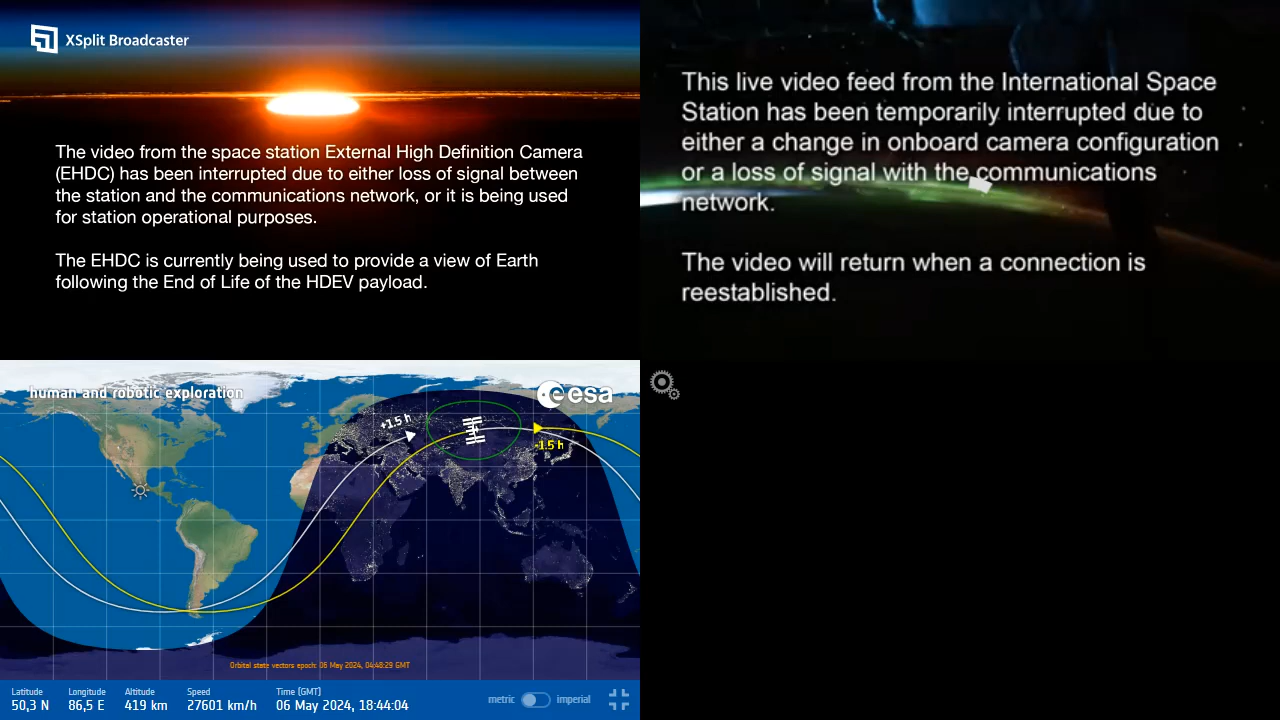 XSplit Broadcaster
The video from the space station External High Definition Camera
(EHDC) has been interrupted due to either loss of signal between
the station and the communications network, or it is being used
for station operational purposes.
The EHDC is currently being used to provide a view of Earth
following the End of Life of the HDEV payload.
This live video feed from the International Space
Station has been temporarily interrupted due to
either a change in onboard camera configuration
or a loss of signal with the communications
network.
The video will return when a connection is
reestablished.
human and robotic exploration
esa
+1.5 h
-1.5 h
Orbital state vectors epoch: 06 May 2024, 04:48:29 GMT
Latitude
50,3 N
Longitude
86,5 E
Altitude
419 km
Speed
27601 km/h
Time (GMT)
06 May 2024, 18:44:04
metric
imperial